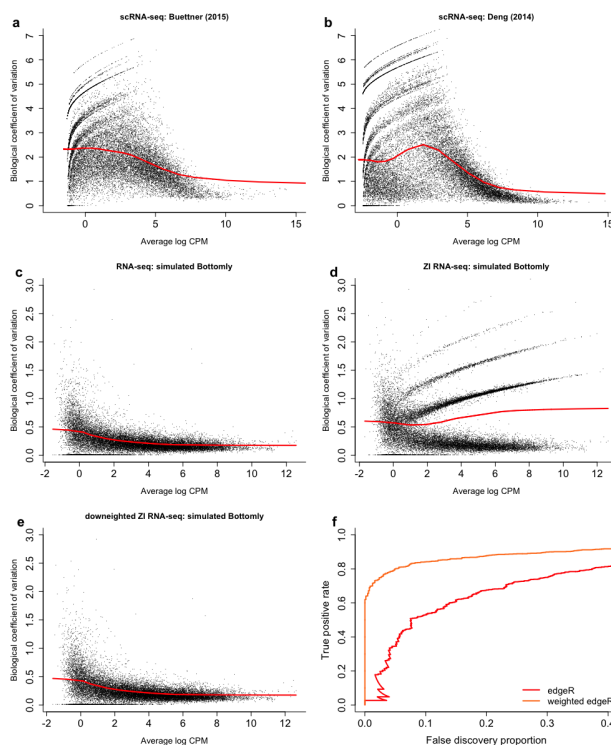 a
scRNA-seq: Buettner (2015)
Biological coefficient of variation
7
6
5
4
3
2
1
0
0 5 10 15
Average log CPM
b
scRNA-seq: Deng (2014)
Biological coefficient of variation
7
6
5
4
3
2
1
0
0 5 10 15
Average log CPM
c
RNA-seq: simulated Bottomly
Biological coefficient of variation
3.0
2.5
2.0
1.5
1.0
0.5
0.0
-2 0 2 4 6 8 10 12
Average log CPM
d
ZI RNA-seq: simulated Bottomly
Biological coefficient of variation
3.0
2.5
2.0
1.5
1.0
0.5
0.0
-2 0 2 4 6 8 10 12
Average log CPM
e
downeighted ZI RNA-seq: simulated Bottomly
Biological coefficient of variation
3.0
2.5
2.0
1.5
1.0
0.5
0.0
-2 0 2 4 6 8 10 12
Average log CPM
f
True positive rate
1.0
0.8
0.6
0.4
0.2
0.0
edgeR
weighted edgeR
0.0 0.1 0.2 0.3 0.4
False discovery proportion